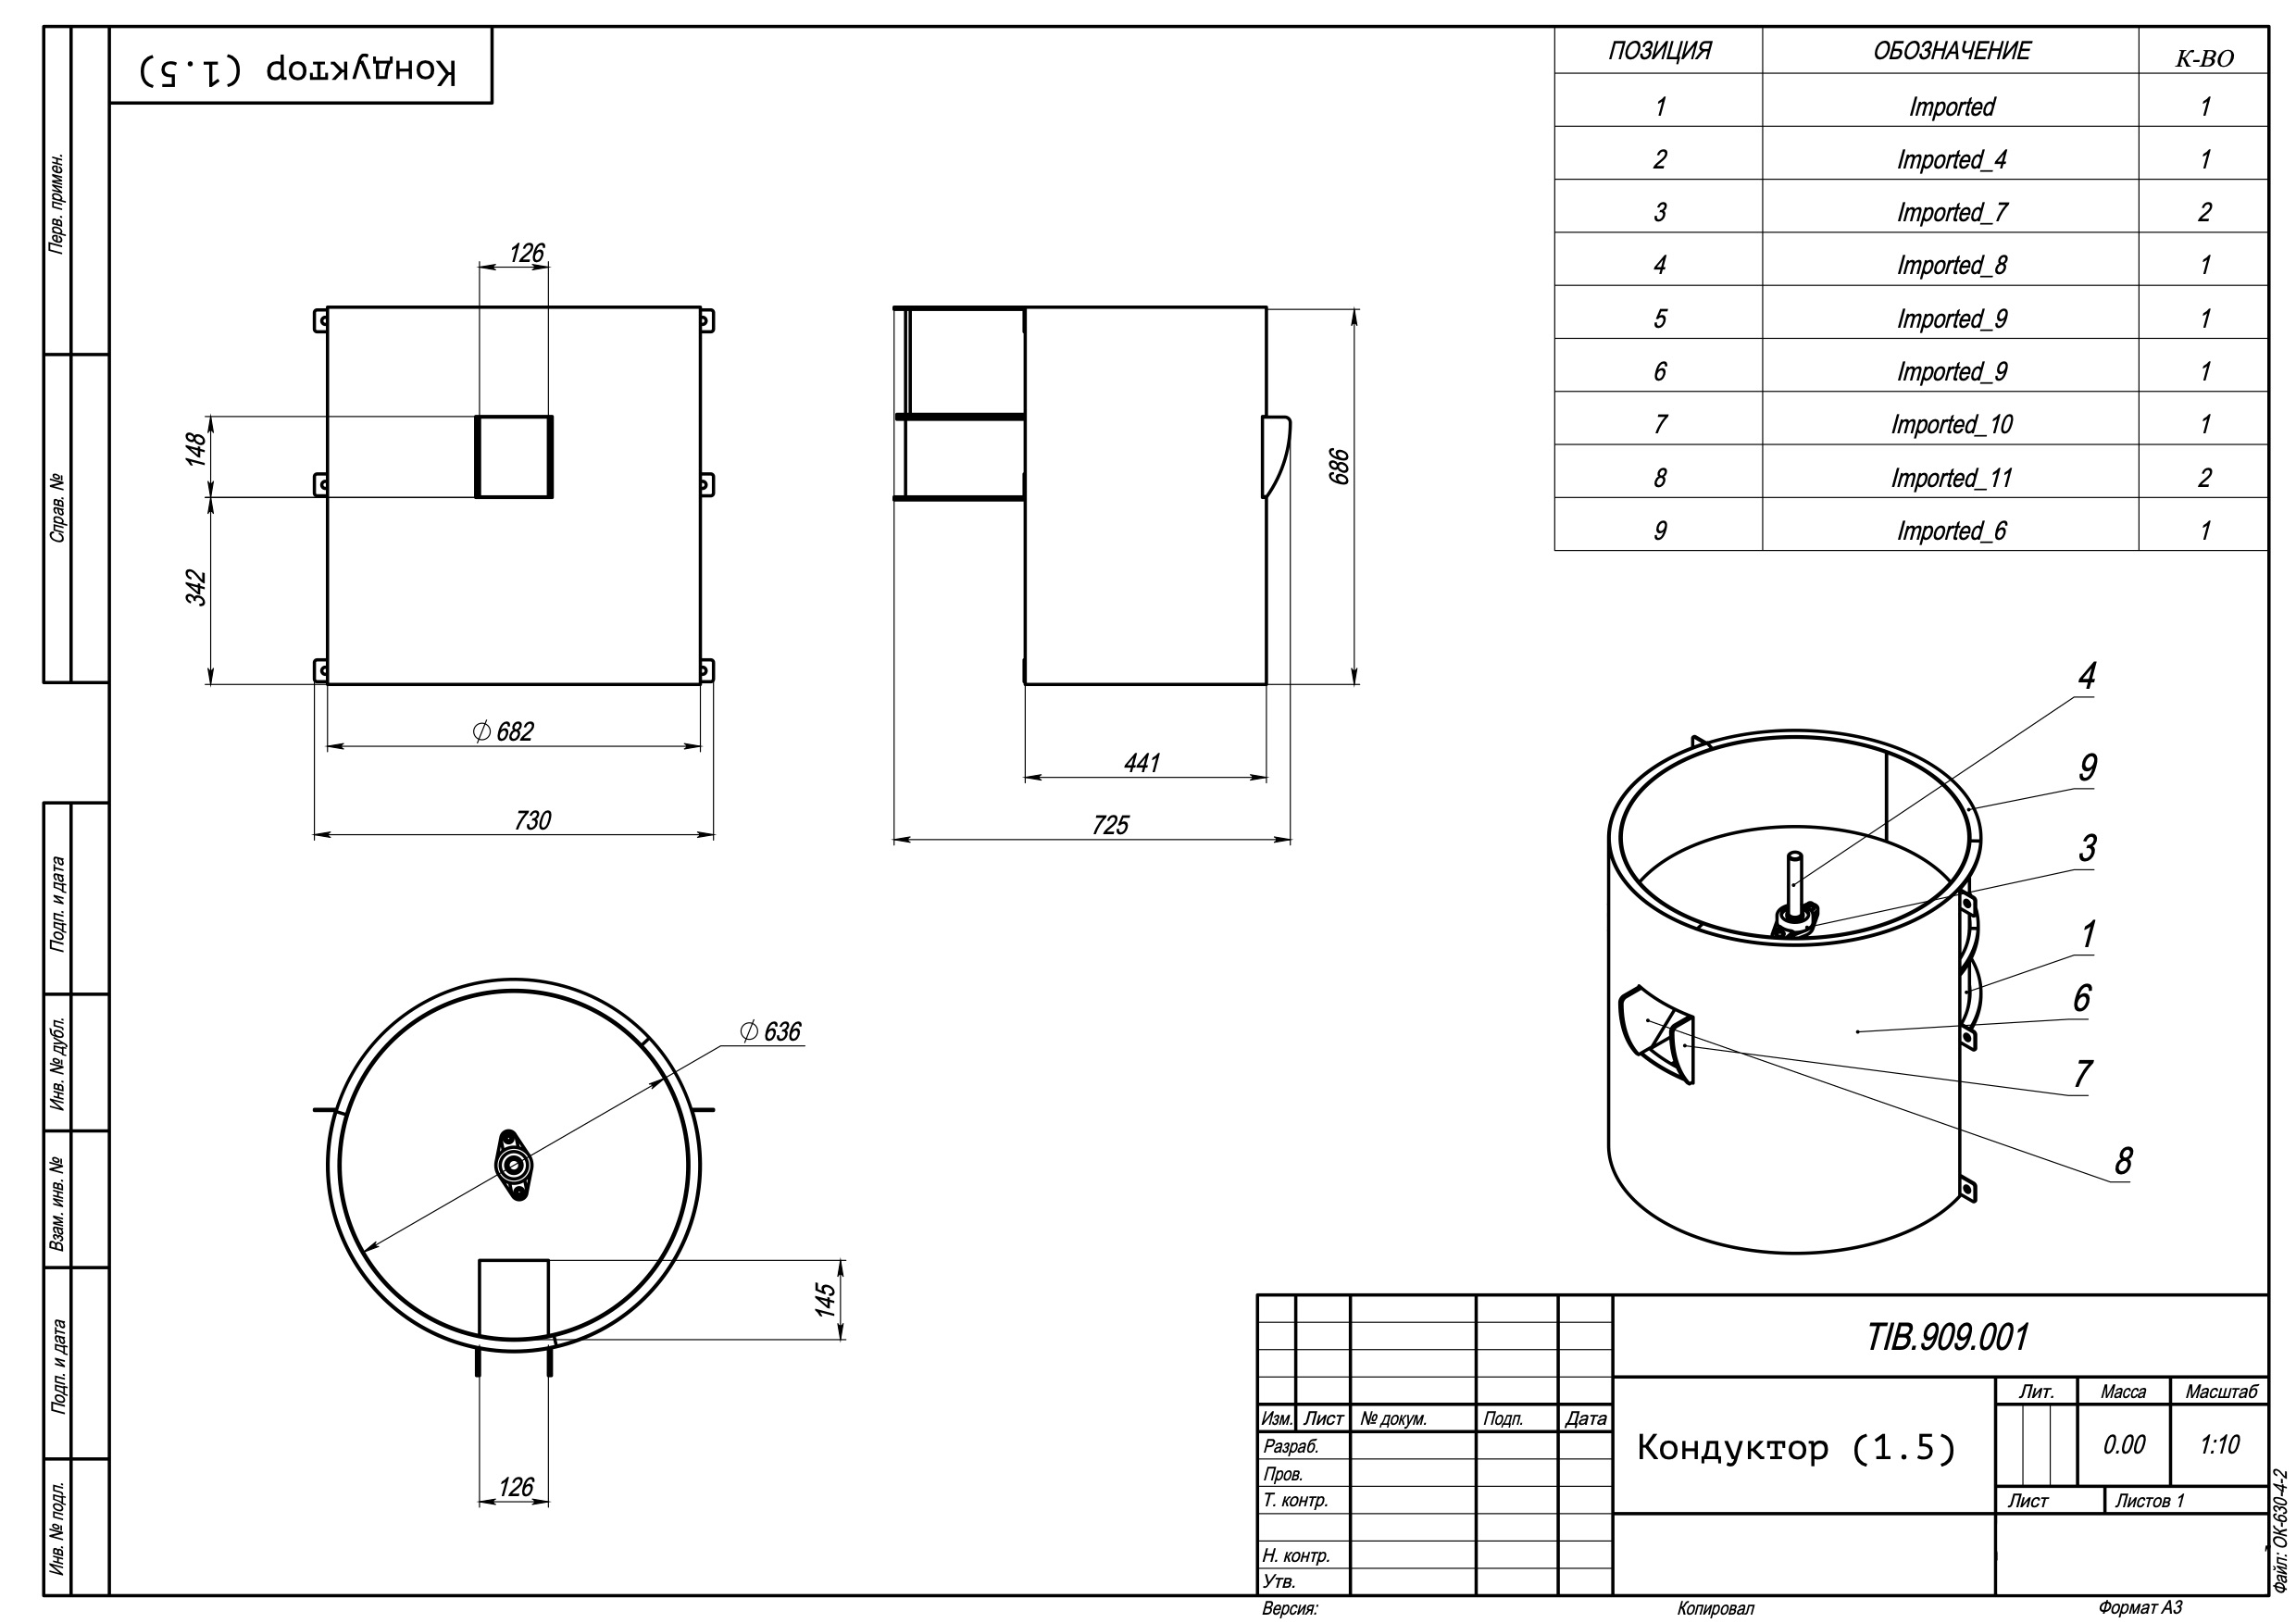 Кондуктор (1.5)
ПОЗИЦИЯ ОБОЗНАЧЕНИЕ К-ВО
1 Imported 1
2 Imported_4 1
3 Imported_7 2
4 Imported_8 1
5 Imported_9 1
6 Imported_9 1
7 Imported_10 1
8 Imported_11 2
9 Imported_6 1
Перв. примен.
Справ. №
Подп. и дата
Инв. № дубл.
Взам. инв. №
Подп. и дата
Инв. № подл.
126
148
342
∅ 682
730
686
441
725
∅ 636
145
126
4
9
3
1
6
7
8
TIB.909.001
Изм. Лист № докум. Подп. Дата
Разраб.
Пров.
Т. контр.
Н. контр.
Утв.
Кондуктор (1.5)
Лит. Масса Масштаб
0.00 1:10
Лист Листов 1
Версия: Копировал Формат А3
Файл: ОК-630-4-2